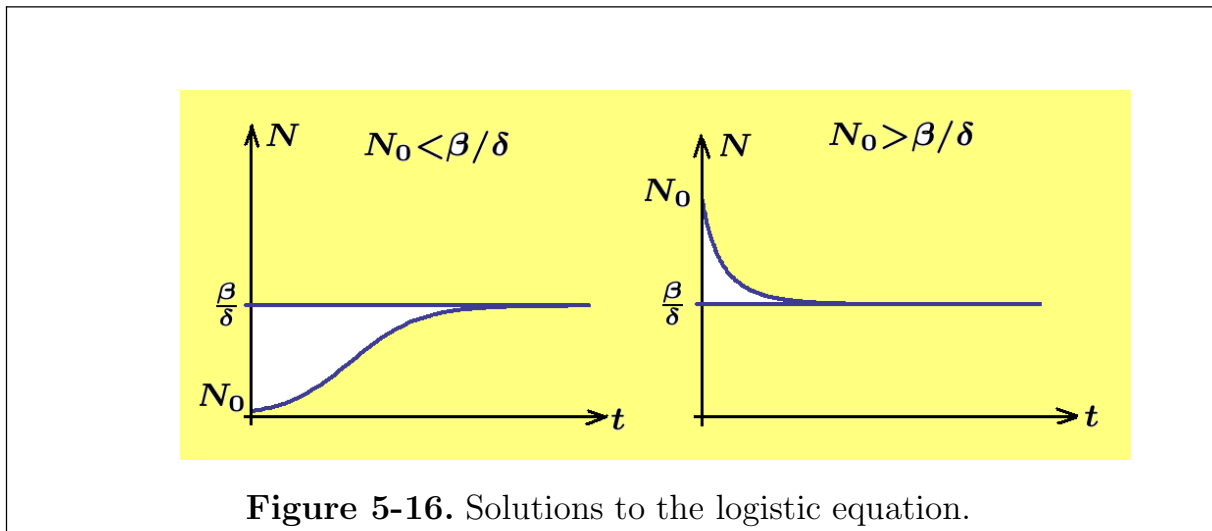 N
N₀<β/δ
β/δ
N₀
t
N
N₀>β/δ
N₀
β/δ
t
Figure 5-16. Solutions to the logistic equation.